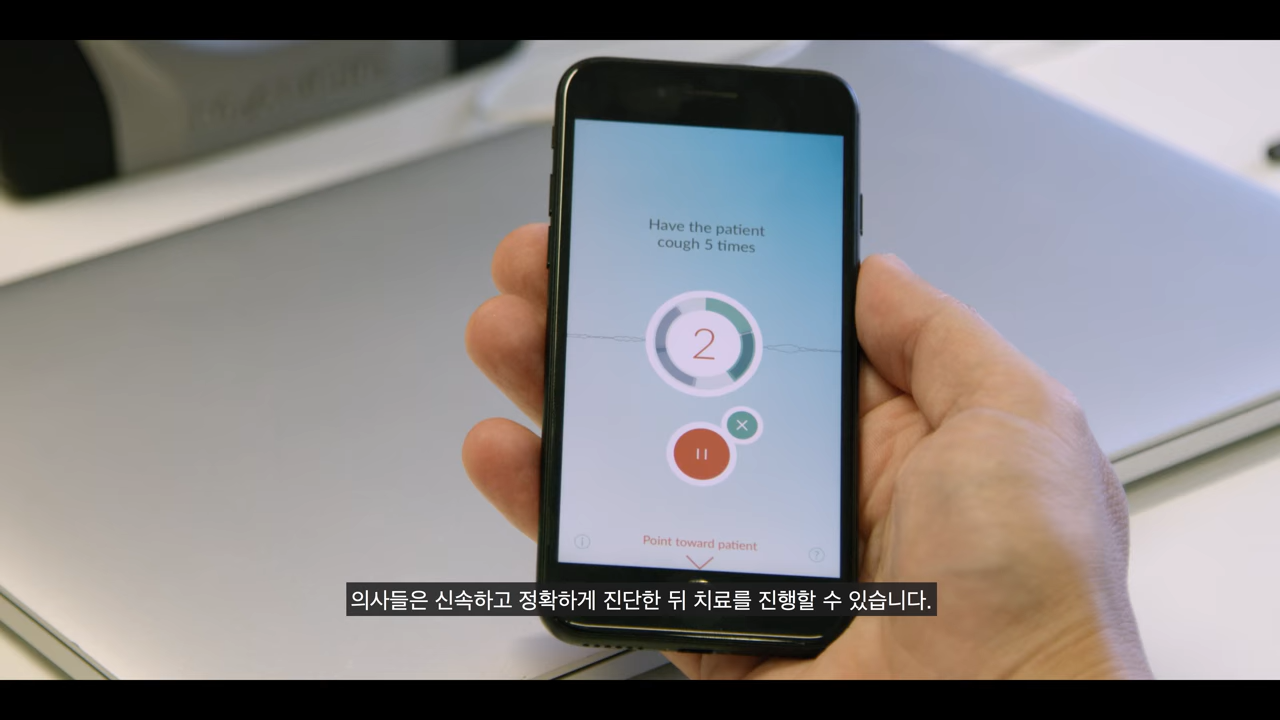 Have the patient
cough 5 times
2
Point toward patient
의사들은 신속하고 정확하게 진단한 뒤 치료를 진행할 수 있습니다.